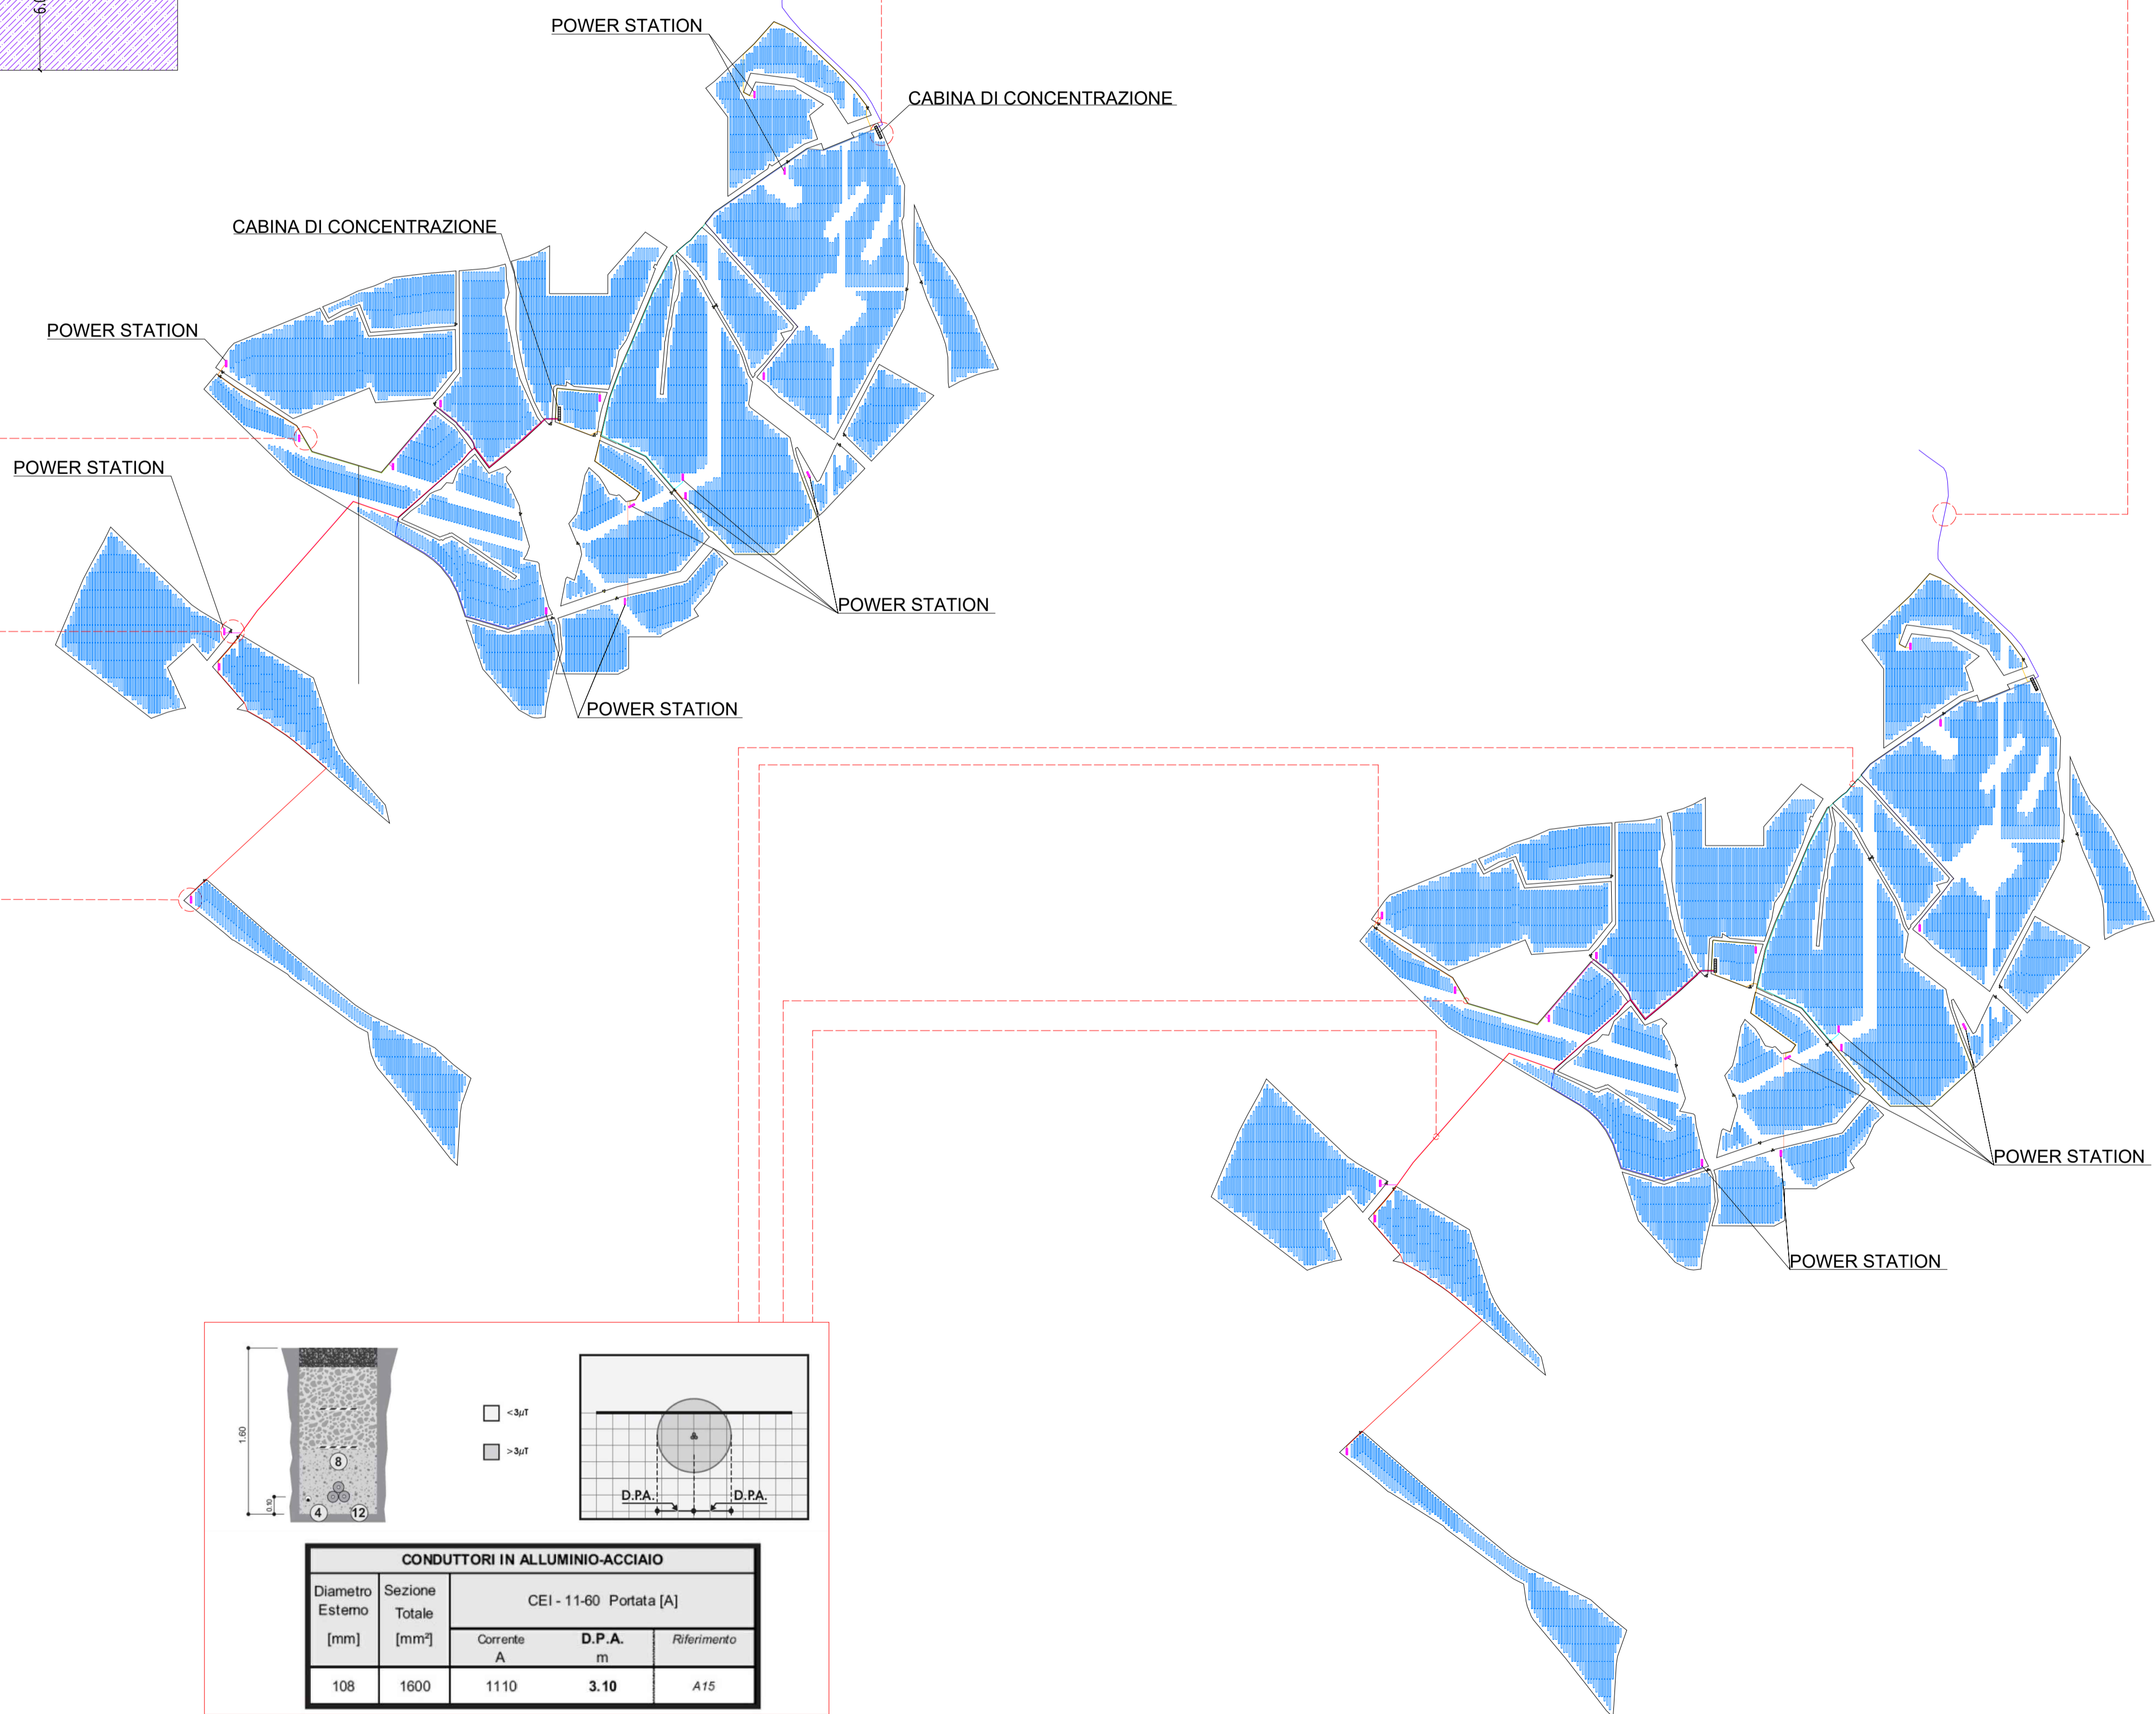 POWER STATION
CABINA DI CONCENTRAZIONE
CABINA DI CONCENTRAZIONE
POWER STATION
POWER STATION
POWER STATION
POWER STATION
POWER STATION
POWER STATION
1.60
0.10
8
4
12
<3μT
>3μT
D.P.A.
D.P.A.
CONDUTTORI IN ALLUMINIO-ACCIAIO
Diametro Esterno [mm]
Sezione Totale [mm²]
CEI - 11-60 Portata [A]
Corrente A
D.P.A. m
Riferimento
108 1600 1110 3.10 A15